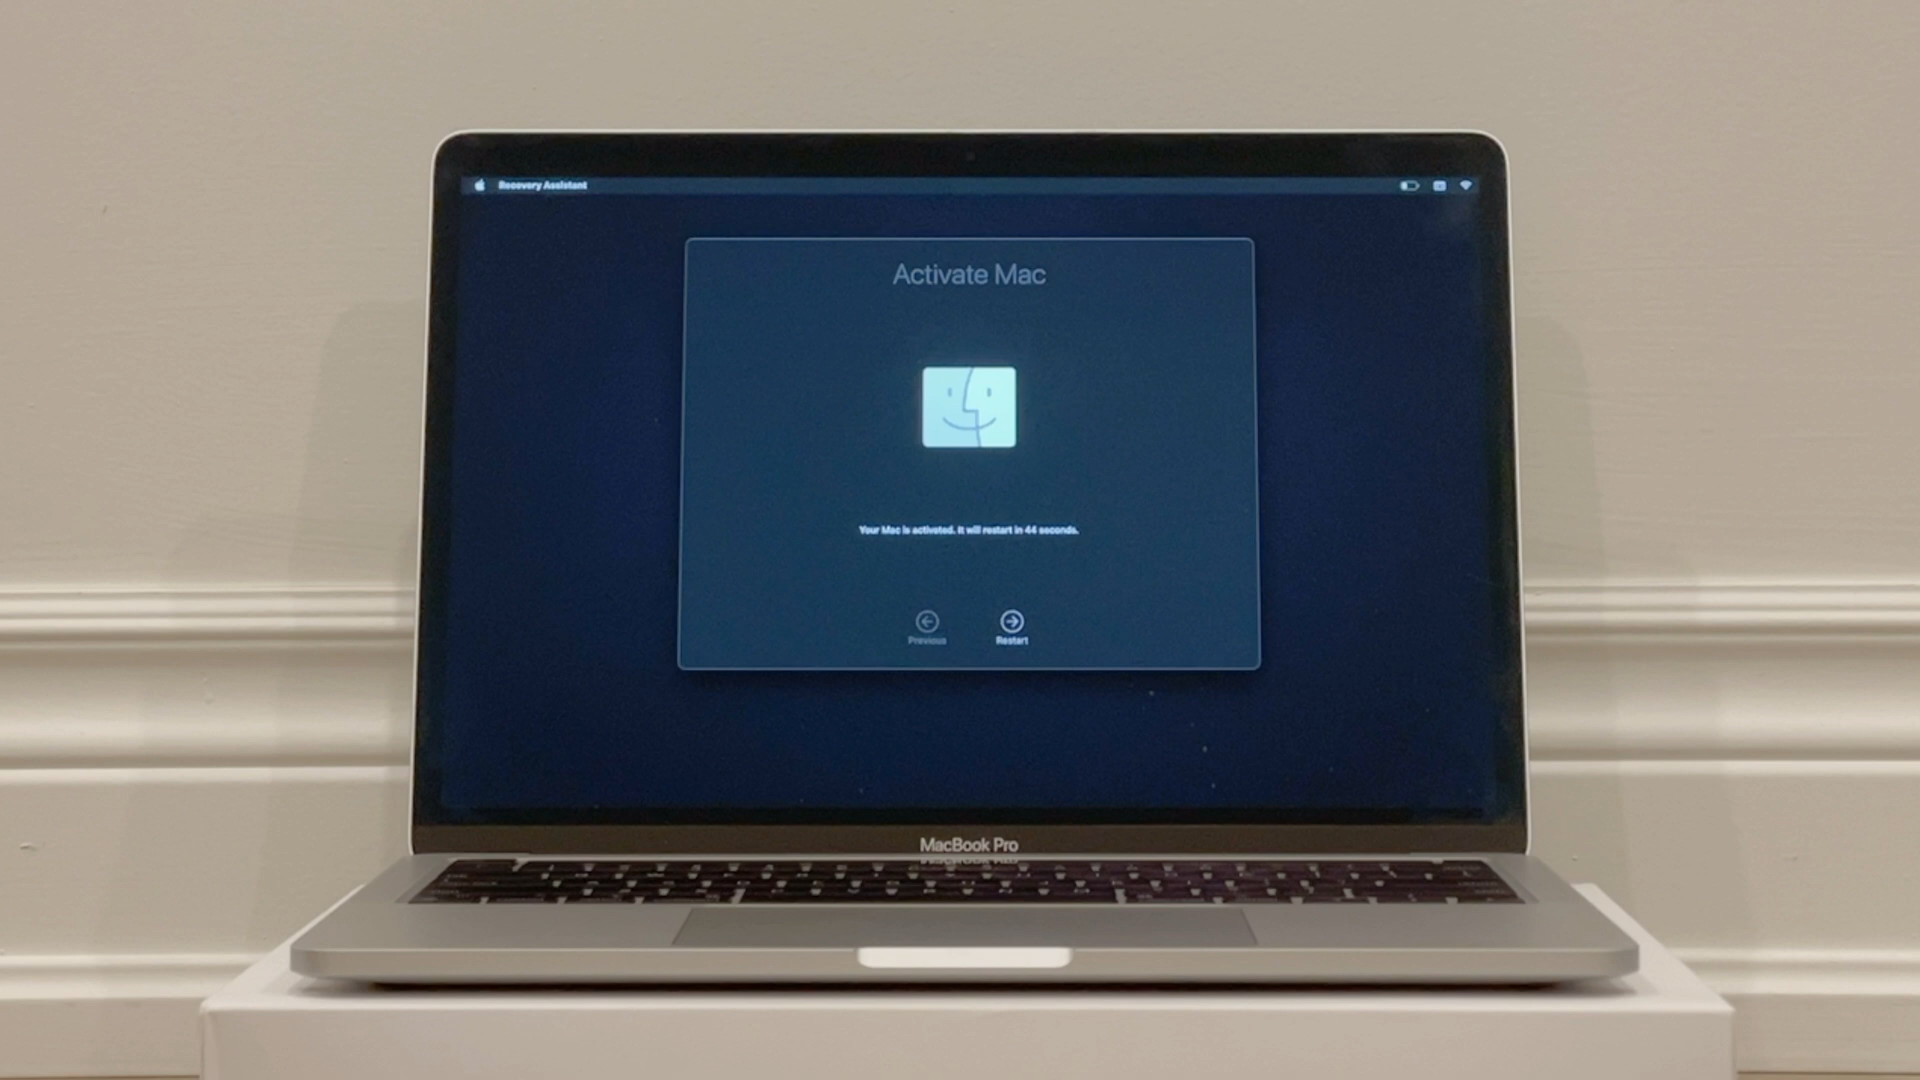 Recovery Assistant
Activate Mac
Your Mac is activated. It will restart in 44 seconds.
Previous
Restart
MacBook Pro